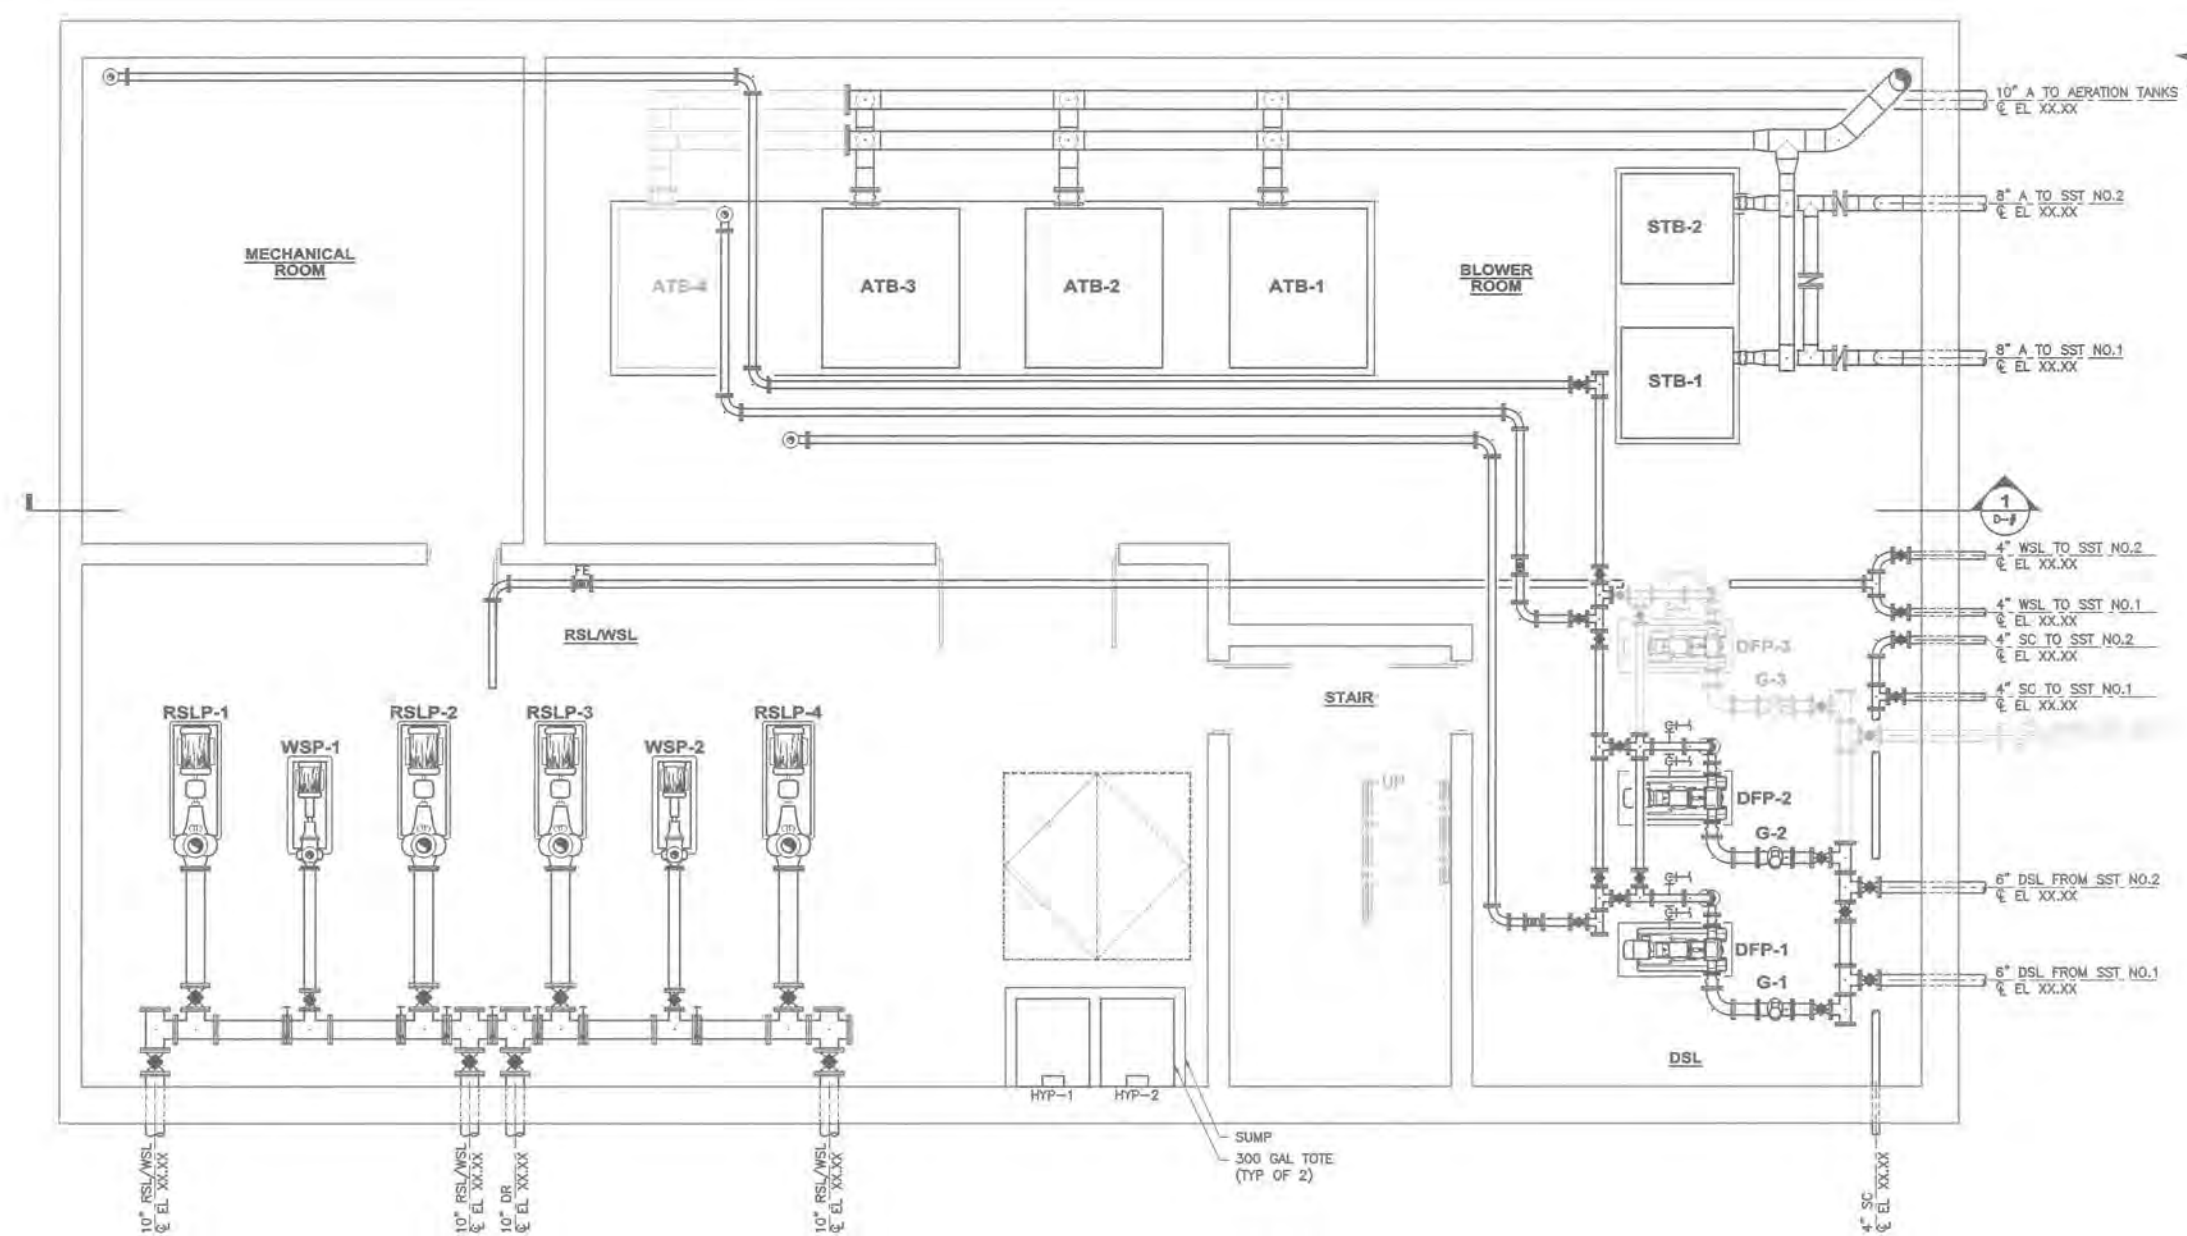 10" A TO AERATION TANKS
℄ EL XX.XX
8" A TO SST NO.2
℄ EL XX.XX
STB-2
MECHANICAL
ROOM
BLOWER
ROOM
ATB-4
ATB-3
ATB-2
ATB-1
8" A TO SST NO.1
℄ EL XX.XX
STB-1
1
D-#
4" WSL TO SST NO.2
℄ EL XX.XX
FE
4" WSL TO SST NO.1
℄ EL XX.XX
RSL/WSL
4" SC TO SST NO.2
℄ EL XX.XX
DFP-3
G-3
4" SC TO SST NO.1
℄ EL XX.XX
STAIR
RSLP-1
RSLP-2
RSLP-3
RSLP-4
WSP-1
WSP-2
UP
DFP-2
G-2
6" DSL FROM SST NO.2
℄ EL XX.XX
DFP-1
G-1
6" DSL FROM SST NO.1
℄ EL XX.XX
DSL
HYP-1
HYP-2
SUMP
300 GAL TOTE
(TYP OF 2)
10" RSL/WSL
℄ EL XX.XX
10" RSL/WSL
℄ EL XX.XX
10" DR
℄ EL XX.XX
10" RSL/WSL
℄ EL XX.XX
4" SC
℄ EL XX.XX